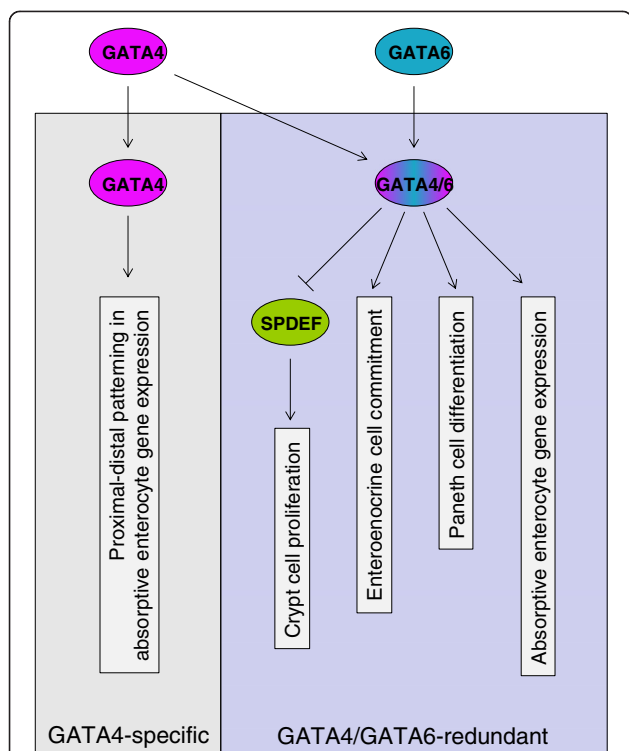 GATA4
GATA6
GATA4
GATA4/6
SPDEF
Proximal-distal patterning in
absorptive enterocyte gene expression
Crypt cell proliferation
Enteroenocrine cell commitment
Paneth cell differentiation
Absorptive enterocyte gene expression
GATA4-specific
GATA4/GATA6-redundant